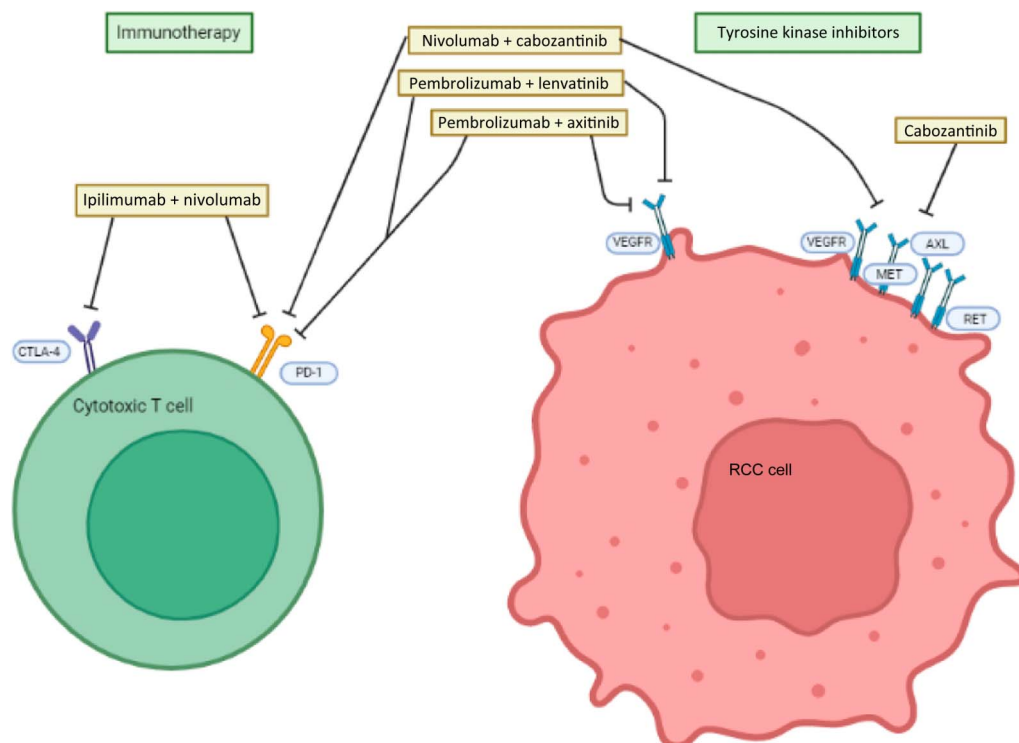 Immunotherapy
Nivolumab + cabozantinib
Tyrosine kinase inhibitors
Pembrolizumab + lenvatinib
Pembrolizumab + axitinib
Cabozantinib
Ipilimumab + nivolumab
VEGFR
VEGFR
AXL
MET
RET
CTLA-4
PD-1
Cytotoxic T cell
RCC cell